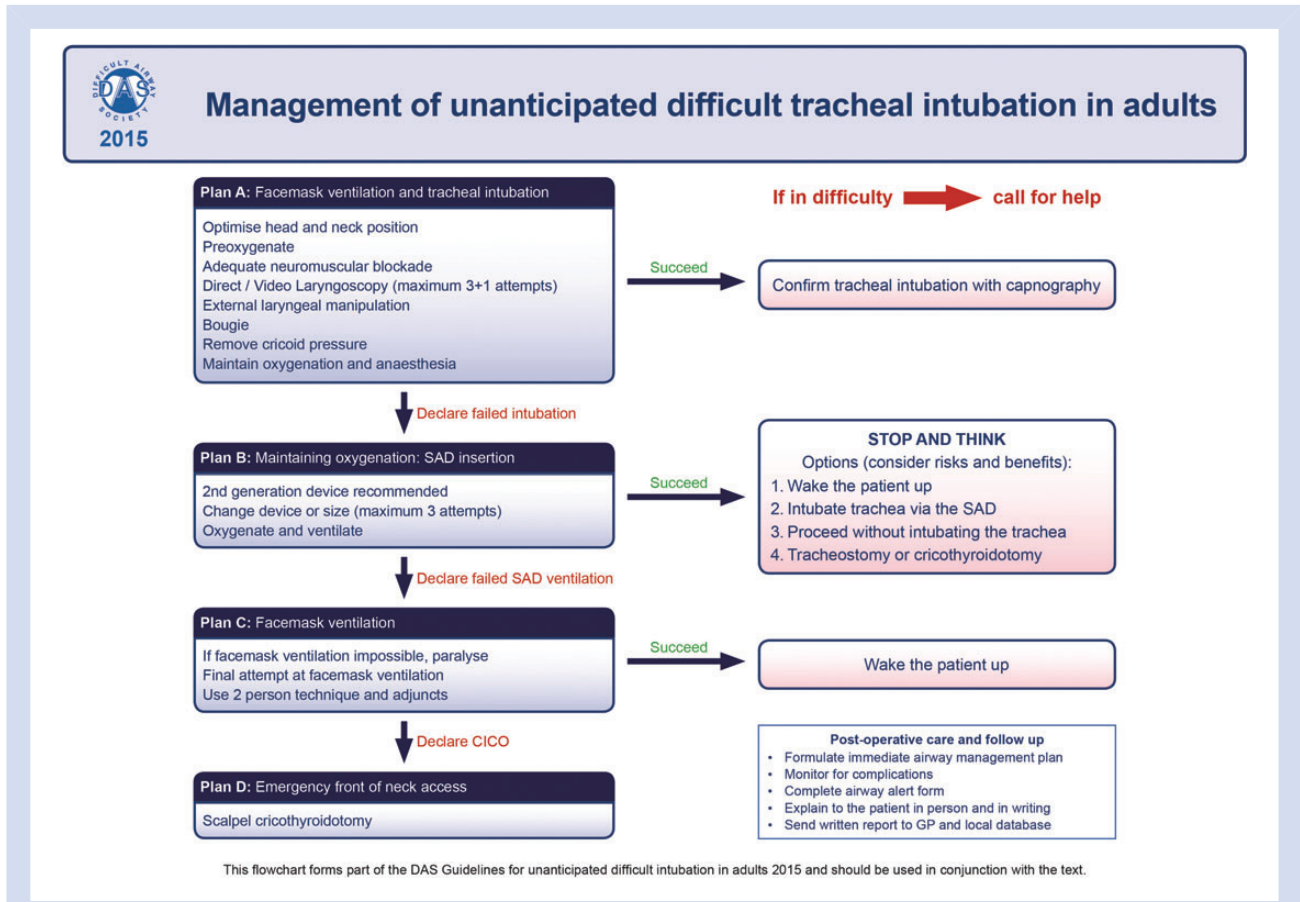 DIFFICULT AIRWAY SOCIETY
DAS
2015
Management of unanticipated difficult tracheal intubation in adults
If in difficulty
call for help
Plan A: Facemask ventilation and tracheal intubation
Optimise head and neck position
Preoxygenate
Adequate neuromuscular blockade
Direct / Video Laryngoscopy (maximum 3+1 attempts)
External laryngeal manipulation
Bougie
Remove cricoid pressure
Maintain oxygenation and anaesthesia
Succeed
Confirm tracheal intubation with capnography
Declare failed intubation
Plan B: Maintaining oxygenation: SAD insertion
2nd generation device recommended
Change device or size (maximum 3 attempts)
Oxygenate and ventilate
Succeed
STOP AND THINK
Options (consider risks and benefits):
1. Wake the patient up
2. Intubate trachea via the SAD
3. Proceed without intubating the trachea
4. Tracheostomy or cricothyroidotomy
Declare failed SAD ventilation
Plan C: Facemask ventilation
If facemask ventilation impossible, paralyse
Final attempt at facemask ventilation
Use 2 person technique and adjuncts
Succeed
Wake the patient up
Declare CICO
Plan D: Emergency front of neck access
Scalpel cricothyroidotomy
Post-operative care and follow up
• Formulate immediate airway management plan
• Monitor for complications
• Complete airway alert form
• Explain to the patient in person and in writing
• Send written report to GP and local database
This flowchart forms part of the DAS Guidelines for unanticipated difficult intubation in adults 2015 and should be used in conjunction with the text.